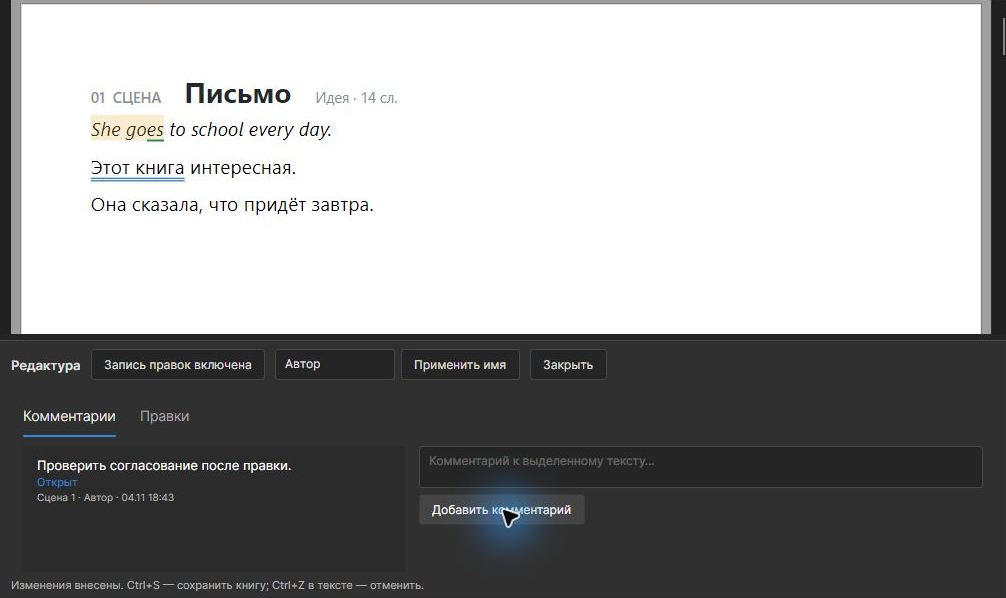 01 СЦЕНА Письмо Идея · 14 сл.
She goes to school every day.
Этот книга интересная.
Она сказала, что придёт завтра.
Редактура Запись правок включена Автор Применить имя Закрыть
Комментарии Правки
Проверить согласование после правки.
Открыт
Сцена 1 · Автор · 04.11 18:43
Комментарий к выделенному тексту...
Добавить комментарий
Изменения внесены. Ctrl+S — сохранить книгу; Ctrl+Z в тексте — отменить.